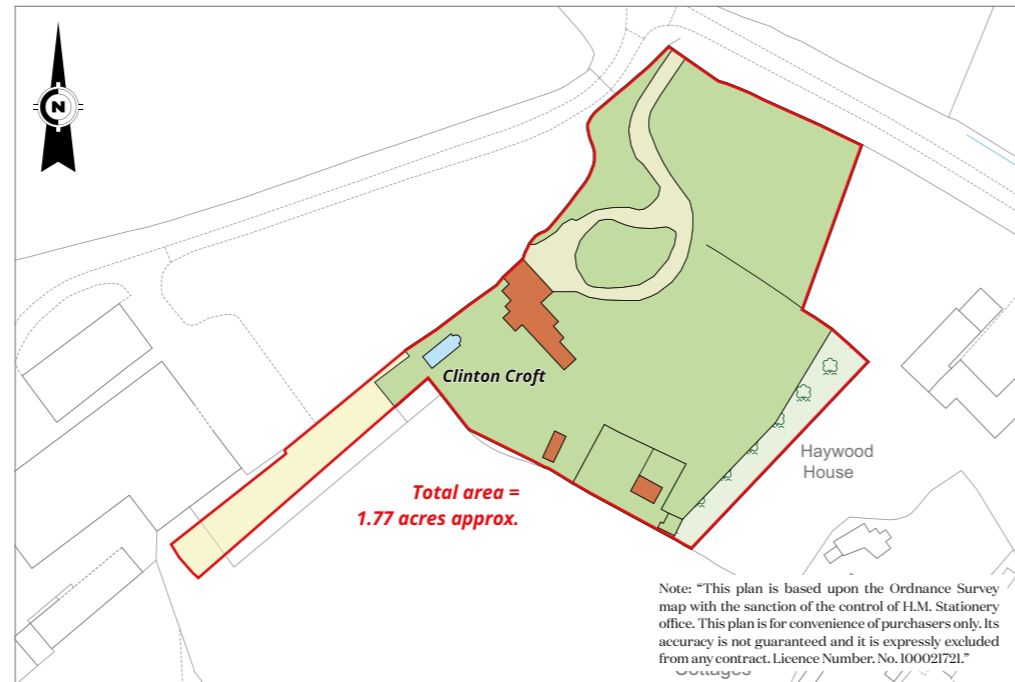 N
Clinton Croft
Haywood
House
Total area =
1.77 acres approx.
Note: “This plan is based upon the Ordnance Survey
map with the sanction of the control of H.M. Stationery
office. This plan is for convenience of purchasers only. Its
accuracy is not guaranteed and it is expressly excluded
from any contract. Licence Number. No. 100021721.”
Cottages